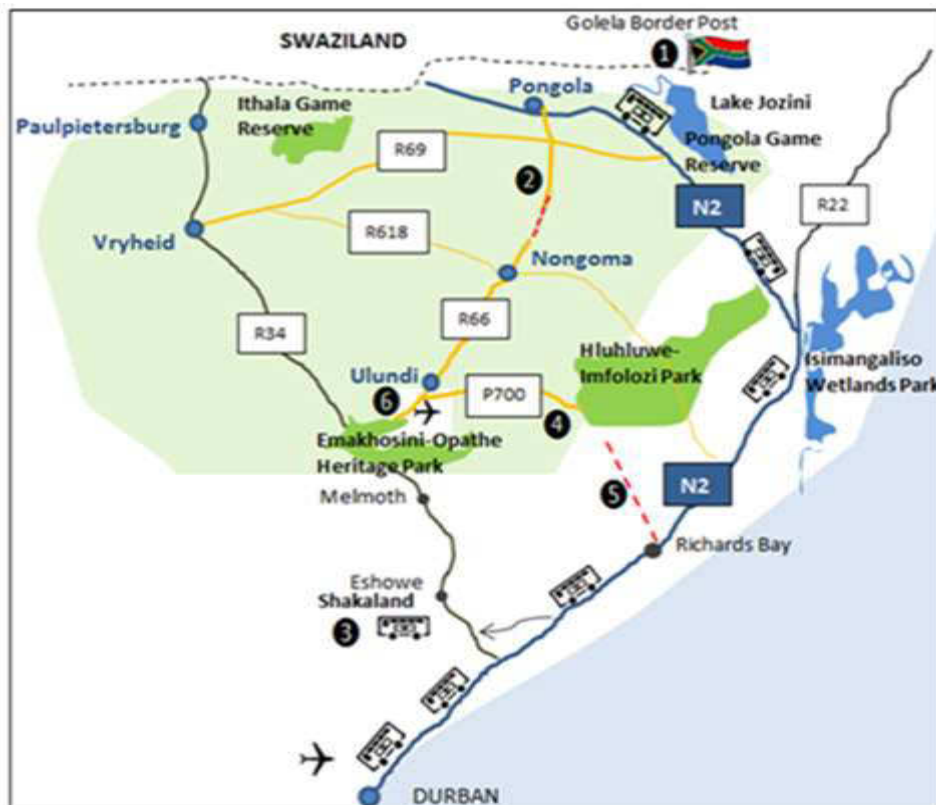 Golela Border Post
1
SWAZILAND
Pongola
Ithala Game
Reserve
Lake Jozini
Paulpietersburg
Pongola Game
Reserve
R69
2
N2
R22
Vryheid
R618
Nongoma
R66
R34
Hluhluwe-
Imfolozi Park
Isimangaliso
Wetlands Park
Ulundi
6
P700
4
Emakhosini-Opathe
Heritage Park
N2
Melmoth
5
Richards Bay
Eshowe
Shakaland
3
DURBAN